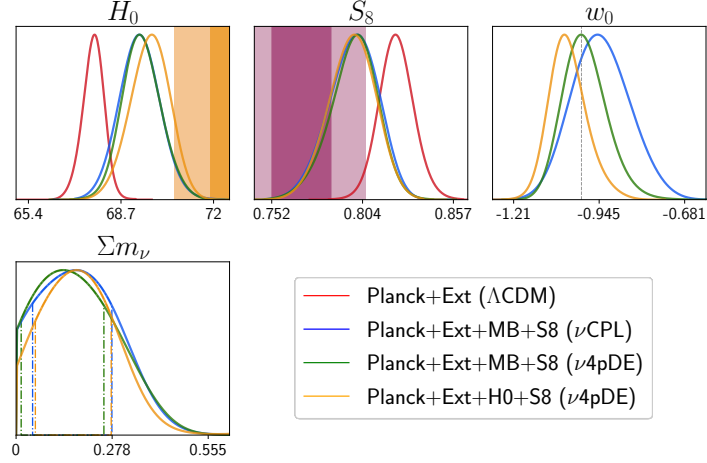 H₀
S₈
w₀
65.4 68.7 72
0.752 0.804 0.857
-1.21 -0.945 -0.681
Σmν
0 0.278 0.555
Planck+Ext (ΛCDM)
Planck+Ext+MB+S8 (νCPL)
Planck+Ext+MB+S8 (ν4pDE)
Planck+Ext+H0+S8 (ν4pDE)